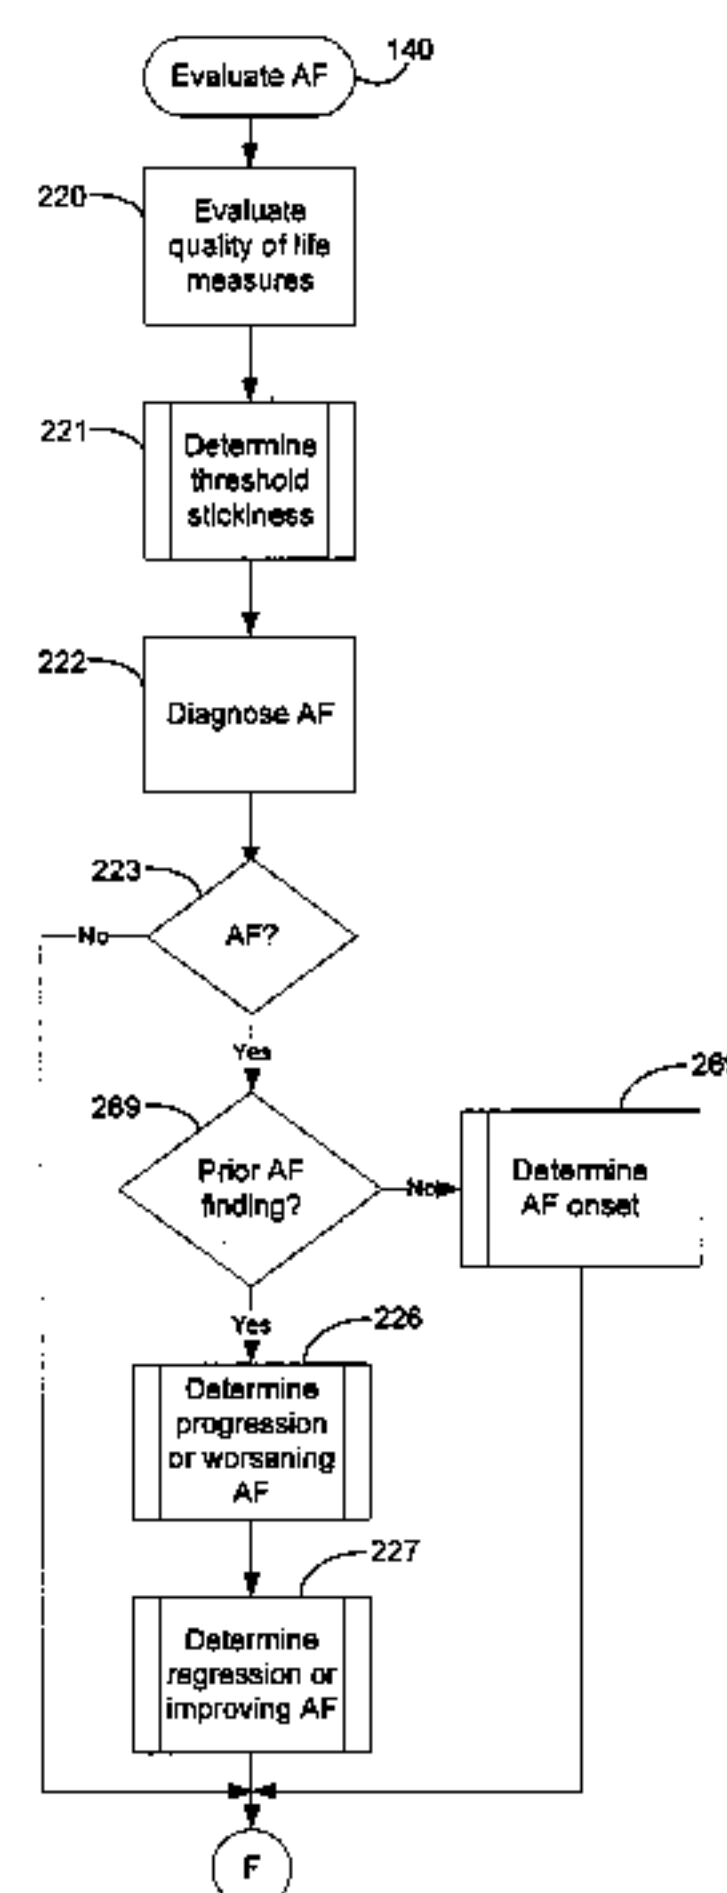 Evaluate AF
140
220
Evaluate
quality of life
measures
221
Determine
threshold
stickiness
222
Diagnose AF
223
AF?
No
Yes
269
Prior AF
finding?
No
Determine
AF onset
Yes
226
Determine
progression
or worsening
AF
227
Determine
regression or
improving AF
F